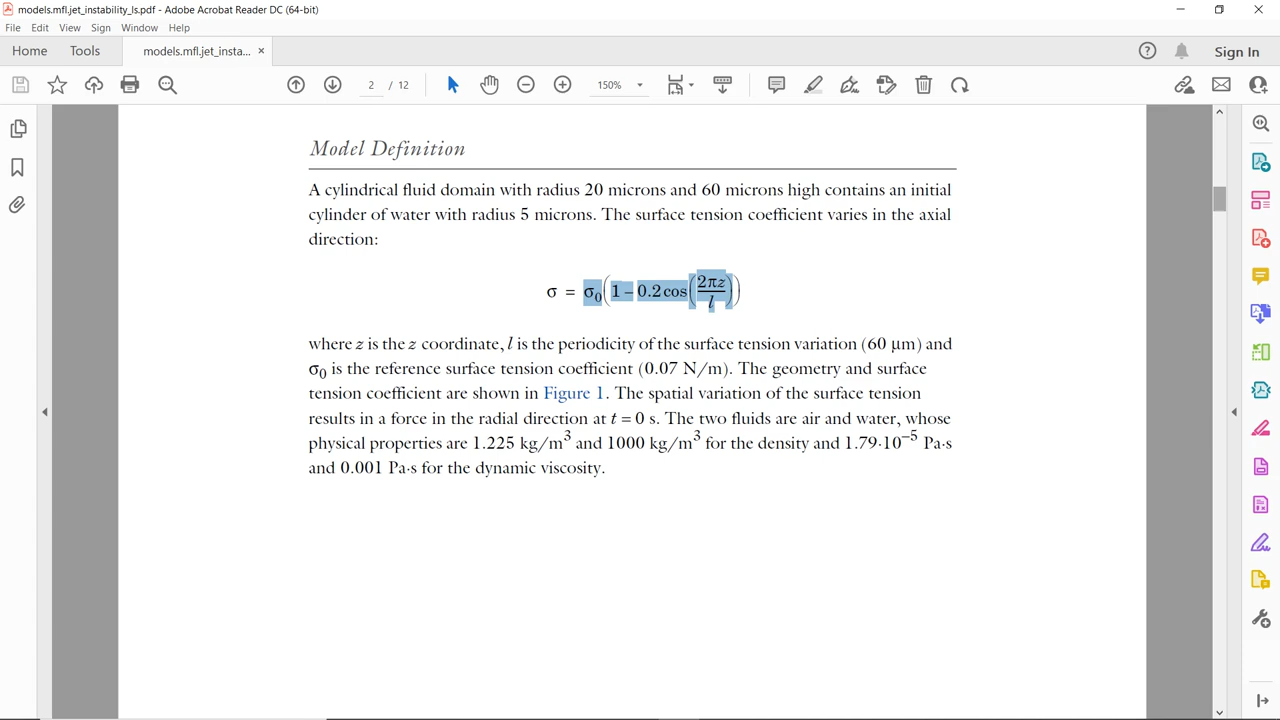 models.mfl.jet_instability_ls.pdf - Adobe Acrobat Reader DC (64-bit)
File Edit View Sign Window Help
Home Tools models.mfl.jet_insta... × Sign In
2 / 12 150%
Model Definition
A cylindrical fluid domain with radius 20 microns and 60 microns high contains an initial
cylinder of water with radius 5 microns. The surface tension coefficient varies in the axial
direction:
σ = σ₀(1 – 0.2 cos(2πz/l))
where z is the z coordinate, l is the periodicity of the surface tension variation (60 μm) and
σ₀ is the reference surface tension coefficient (0.07 N/m). The geometry and surface
tension coefficient are shown in Figure 1. The spatial variation of the surface tension
results in a force in the radial direction at t = 0 s. The two fluids are air and water, whose
physical properties are 1.225 kg/m³ and 1000 kg/m³ for the density and 1.79·10⁻⁵ Pa·s
and 0.001 Pa·s for the dynamic viscosity.